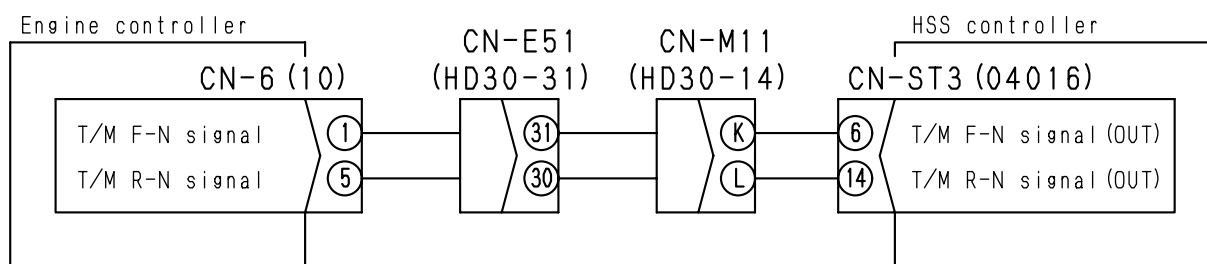 Engine controller
HSS controller
CN-E51
CN-M11
CN-6 (10)
(HD30-31)
(HD30-14)
CN-ST3 (04016)
T/M F-N signal
1
31
K
6
T/M F-N signal (OUT)
T/M R-N signal
5
30
L
14
T/M R-N signal (OUT)